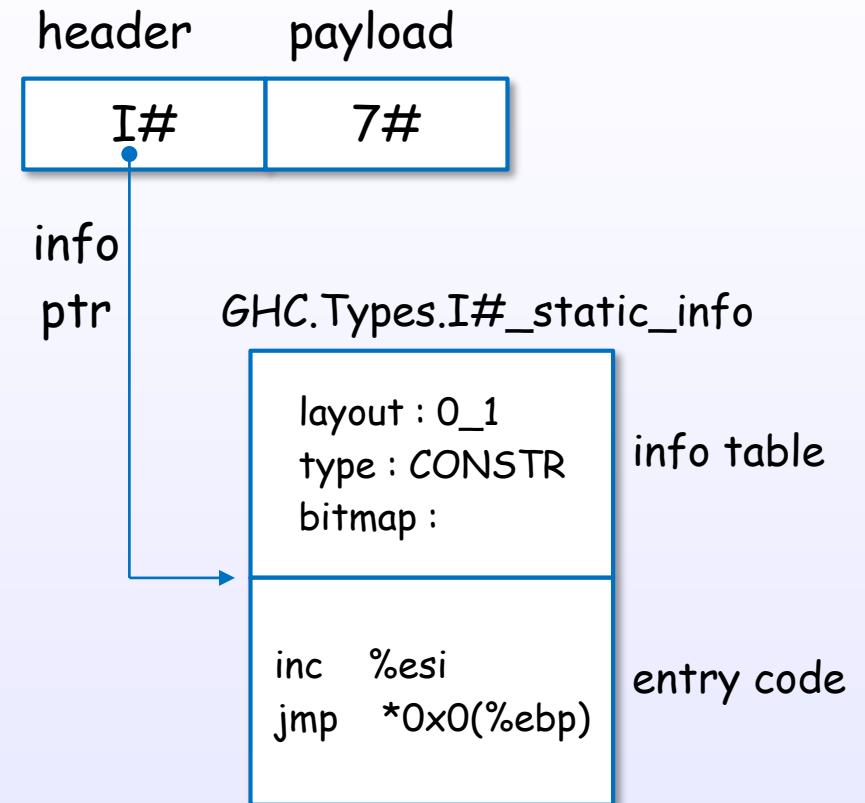 header payload
I# 7#
info
ptr
GHC.Types.I#_static_info
layout : 0_1
type : CONSTR
bitmap :
info table
inc %esi
jmp *0x0(%ebp)
entry code